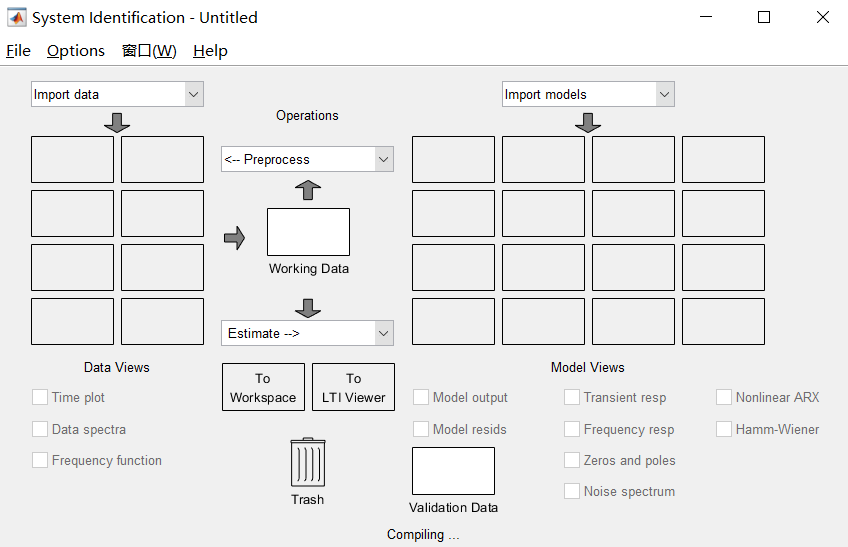 System Identification - Untitled
File Options 窗口(W) Help
Import data
Import models
Operations
<-- Preprocess
Working Data
Estimate -->
Data Views
Model Views
To Workspace
To LTI Viewer
Time plot
Data spectra
Frequency function
Model output
Model resids
Transient resp
Frequency resp
Zeros and poles
Noise spectrum
Nonlinear ARX
Hamm-Wiener
Trash
Validation Data
Compiling ...